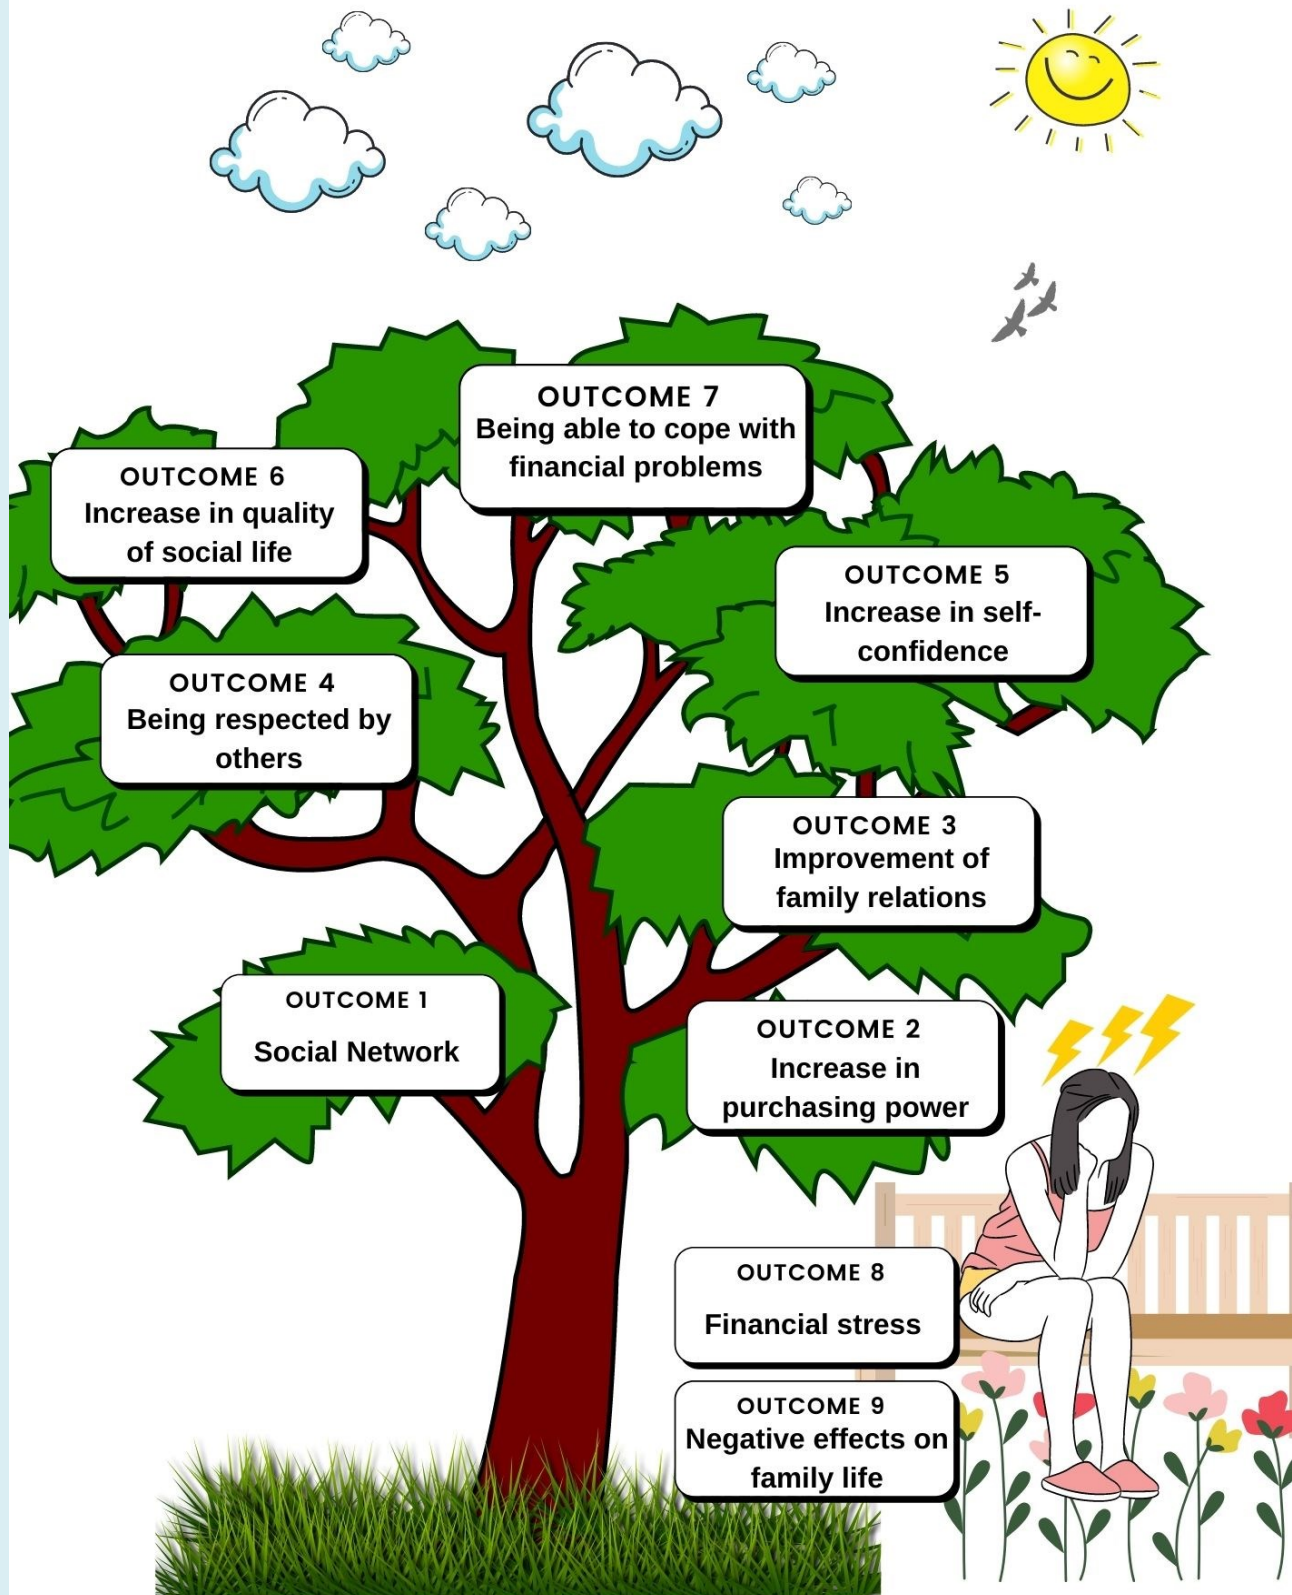 OUTCOME 7
Being able to cope with
financial problems
OUTCOME 6
Increase in quality
of social life
OUTCOME 5
Increase in self-
confidence
OUTCOME 4
Being respected by
others
OUTCOME 3
Improvement of
family relations
OUTCOME 1
Social Network
OUTCOME 2
Increase in
purchasing power
OUTCOME 8
Financial stress
OUTCOME 9
Negative effects on
family life